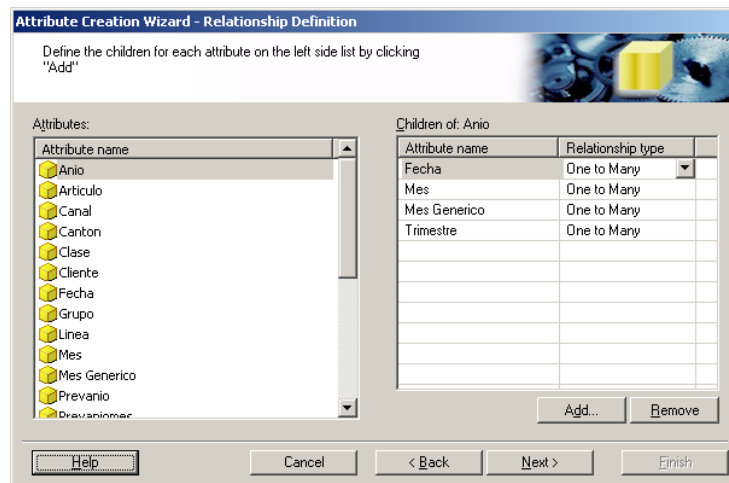 Attribute Creation Wizard - Relationship Definition
Define the children for each attribute on the left side list by clicking
"Add"
Attributes:
Attribute name
Anio
Articulo
Canal
Canton
Clase
Cliente
Fecha
Grupo
Linea
Mes
Mes Generico
Prevanio
Prevaniomes
Children of: Anio
Attribute name Relationship type
Fecha One to Many
Mes One to Many
Mes Generico One to Many
Trimestre One to Many
Add... Remove
Help Cancel < Back Next > Finish